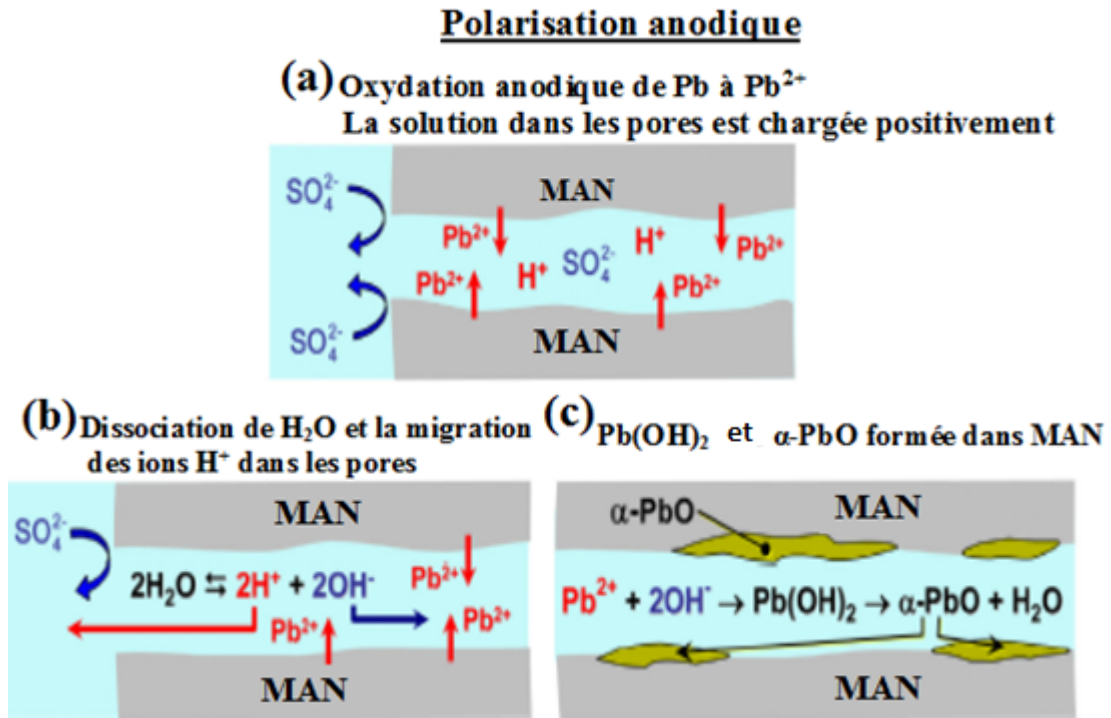 Polarisation anodique
(a) Oxydation anodique de Pb à Pb²⁺
La solution dans les pores est chargée positivement
MAN
SO₄²⁻
Pb²⁺
H⁺
SO₄²⁻
H⁺
Pb²⁺
Pb²⁺
Pb²⁺
SO₄²⁻
MAN
(b) Dissociation de H₂O et la migration
des ions H⁺ dans les pores
MAN
SO₄²⁻
2H₂O ⇆ 2H⁺ + 2OH⁻
Pb²⁺
Pb²⁺
Pb²⁺
MAN
(c) Pb(OH)₂ et α-PbO formée dans MAN
MAN
α-PbO
Pb²⁺ + 2OH⁻ → Pb(OH)₂ → α-PbO + H₂O
MAN